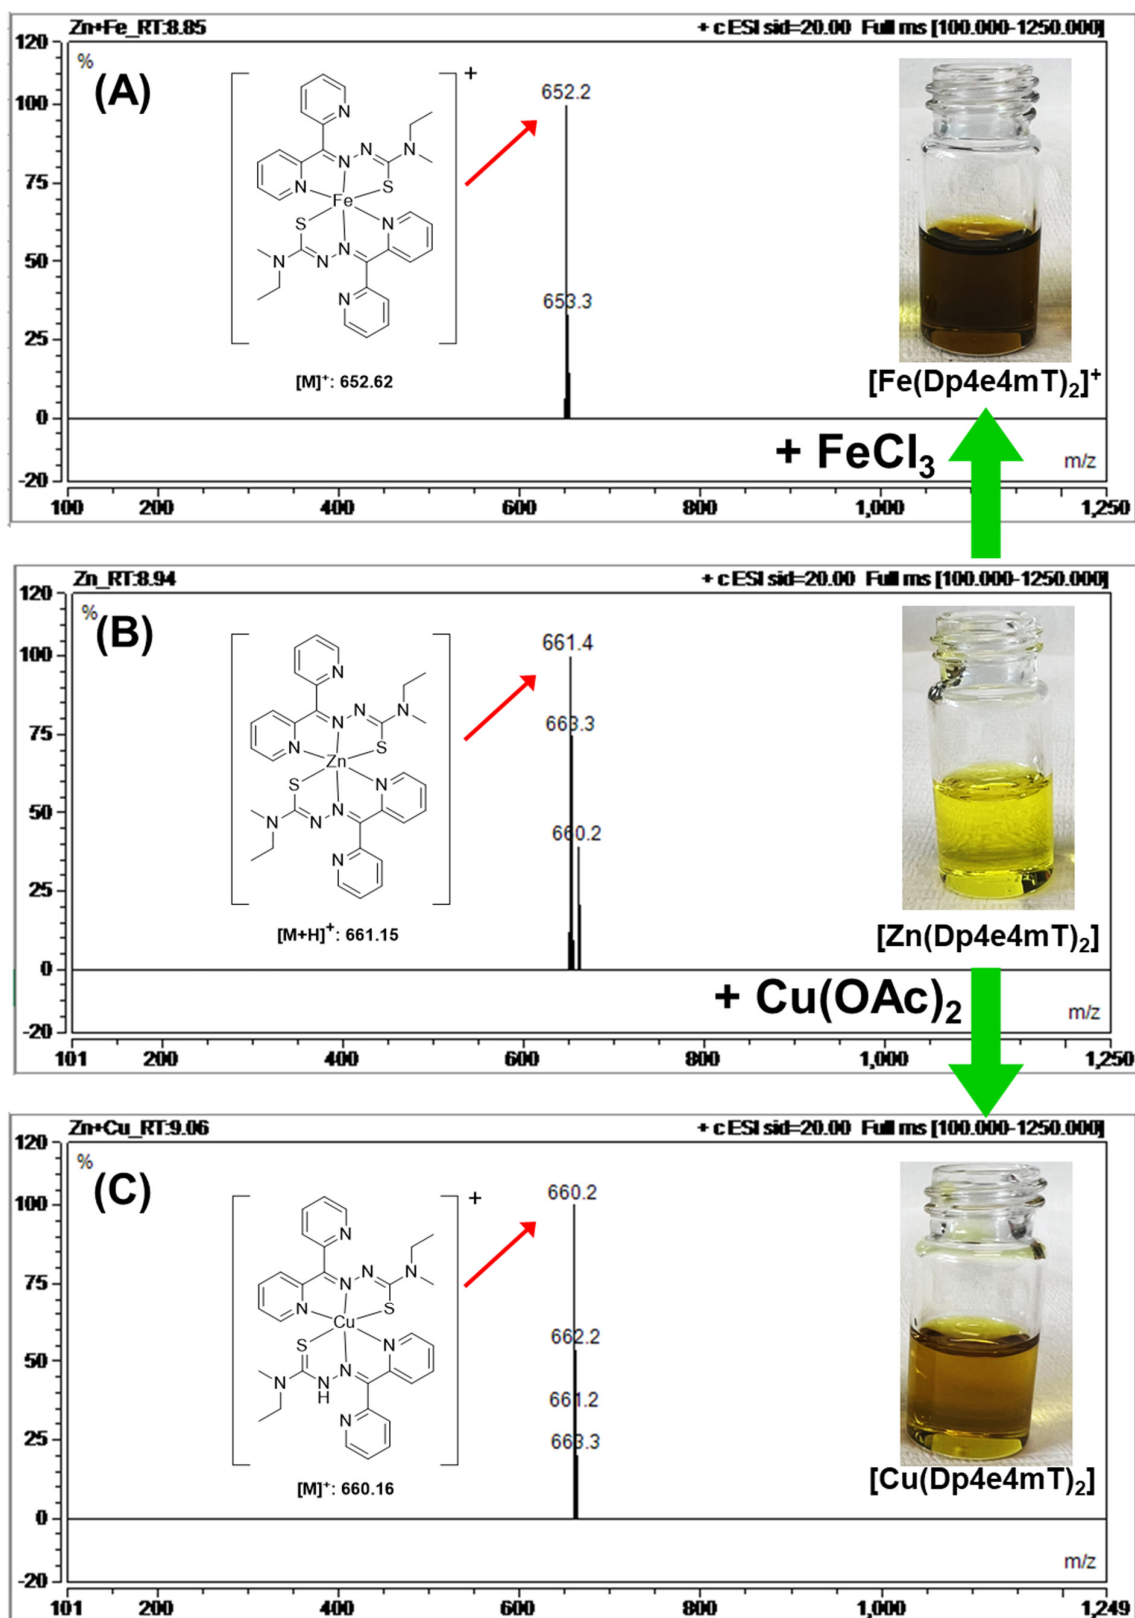 Zn+Fe_RT:8.85
+ c ESI sid=20.00 Full ms [100.000-1250.000]
120
%
(A)
100
75
50
25
0
-20
N
N
N
N
N
S
Fe
S
N
N
N
N
N
+
[M]⁺: 652.62
652.2
653.3
[Fe(Dp4e4mT)₂]⁺
+ FeCl₃
m/z
100 200 400 600 800 1,000 1,250
Zn_RT:8.94
+ c ESI sid=20.00 Full ms [100.000-1250.000]
120
%
(B)
100
75
50
25
0
-20
N
N
N
N
N
S
Zn
S
N
N
N
N
N
[M+H]⁺: 661.15
661.4
663.3
660.2
[Zn(Dp4e4mT)₂]
+ Cu(OAc)₂
m/z
101 200 400 600 800 1,000 1,250
Zn+Cu_RT:9.06
+ c ESI sid=20.00 Full ms [100.000-1250.000]
120
%
(C)
100
75
50
25
0
-20
N
N
N
N
N
S
Cu
S
N
N
N
H
N
N
+
[M]⁺: 660.16
660.2
662.2
661.2
663.3
[Cu(Dp4e4mT)₂]
m/z
101 200 400 600 800 1,000 1,249